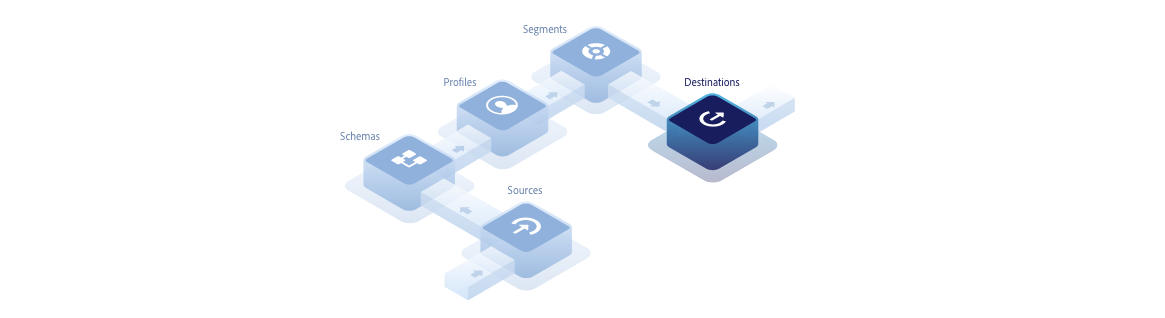 Segments
Profiles
Destinations
Schemas
Sources